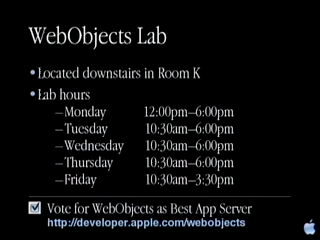 WebObjects Lab
• Located downstairs in Room K
• Lab hours
– Monday 12:00pm–6:00pm
– Tuesday 10:30am–6:00pm
– Wednesday 10:30am–6:00pm
– Thursday 10:30am–6:00pm
– Friday 10:30am–3:30pm
Vote for WebObjects as Best App Server
http://developer.apple.com/webobjects